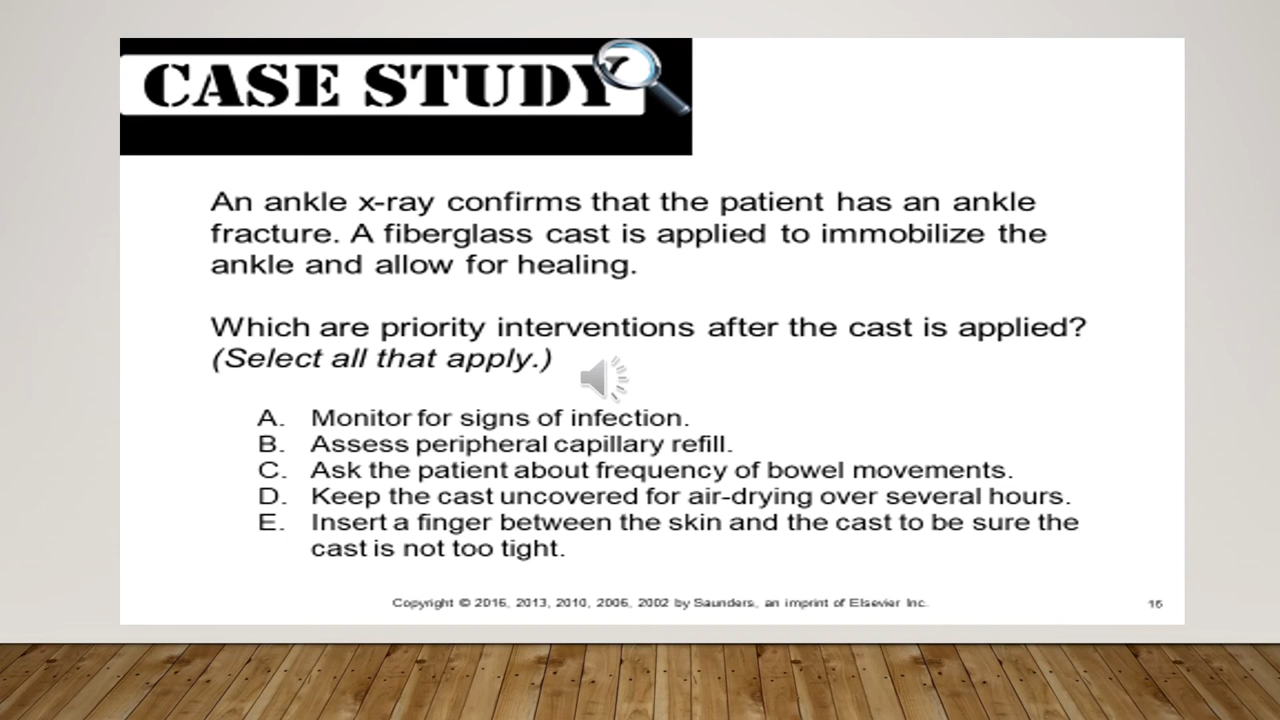 CASE STUDY
An ankle x-ray confirms that the patient has an ankle
fracture. A fiberglass cast is applied to immobilize the
ankle and allow for healing.
Which are priority interventions after the cast is applied?
(Select all that apply.)
A. Monitor for signs of infection.
B. Assess peripheral capillary refill.
C. Ask the patient about frequency of bowel movements.
D. Keep the cast uncovered for air-drying over several hours.
E. Insert a finger between the skin and the cast to be sure the
cast is not too tight.
Copyright © 2016, 2013, 2010, 2006, 2002 by Saunders, an imprint of Elsevier Inc.
16